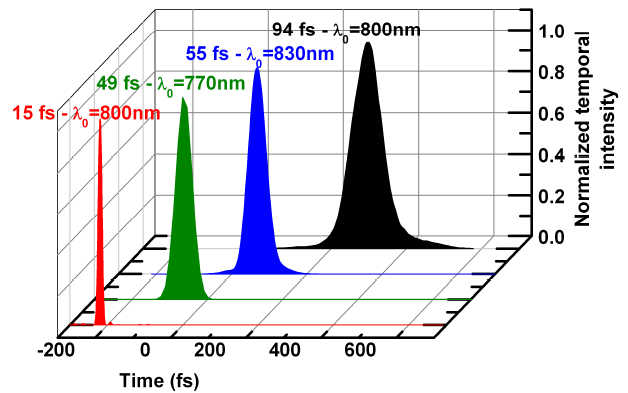 94 fs - λ0=800nm
55 fs - λ0=830nm
49 fs - λ0=770nm
15 fs - λ0=800nm
1.0
0.8
0.6
0.4
0.2
0.0
Normalized temporal
intensity
-200 0 200 400 600
Time (fs)